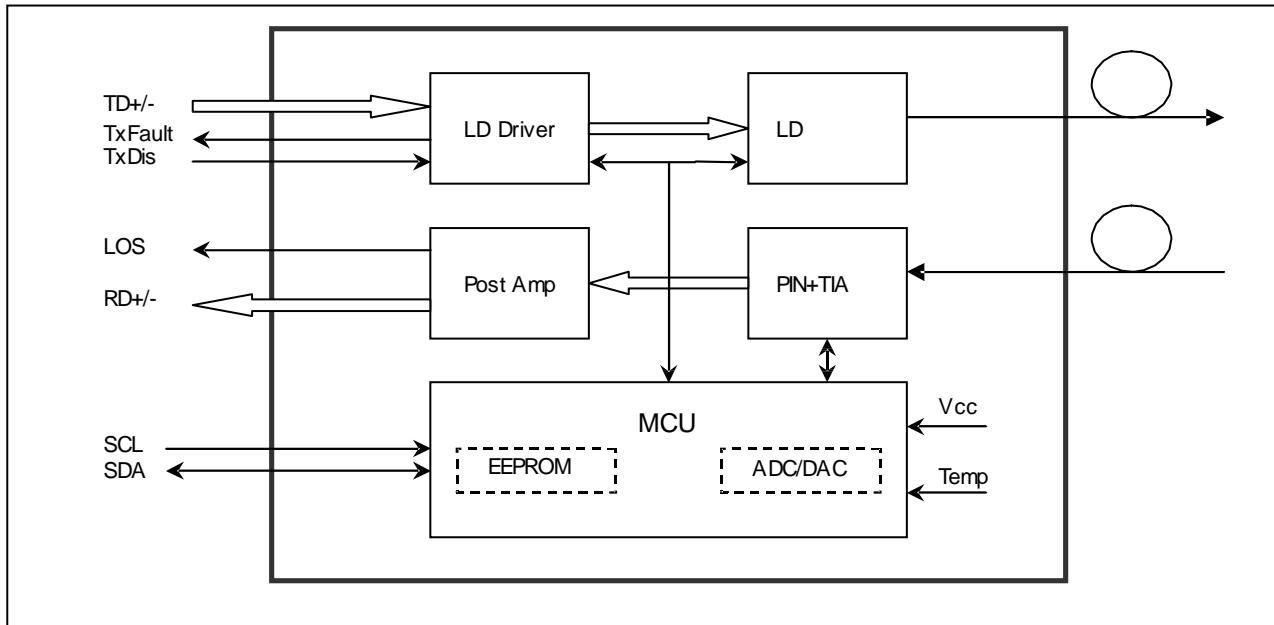 TD+/-
TxFault
TxDis
LD Driver
LD
LOS
RD+/-
Post Amp
PIN+TIA
MCU
SCL
SDA
EEPROM
ADC/DAC
Vcc
Temp